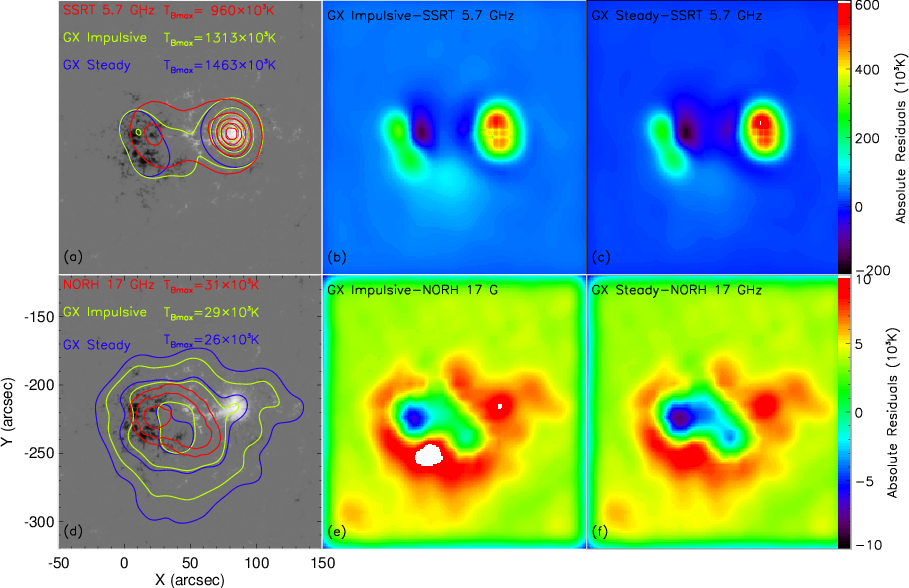 SSRT 5.7 GHz T_Bmax= 960×10³K
GX Impulsive T_Bmax=1313×10³K
GX Steady T_Bmax=1463×10³K
(a)
GX Impulsive−SSRT 5.7 GHz
(b)
GX Steady−SSRT 5.7 GHz
(c)
600
400
200
0
−200
Absolute Residuals (10³K)
NORH 17 GHz T_Bmax=31×10³K
GX Impulsive T_Bmax=29×10³K
GX Steady T_Bmax=26×10³K
(d)
GX Impulsive−NORH 17 G
(e)
GX Steady−NORH 17 GHz
(f)
10
5
0
−5
−10
Absolute Residuals (10³K)
-150
-200
-250
-300
Y (arcsec)
-50 0 50 100 150
X (arcsec)